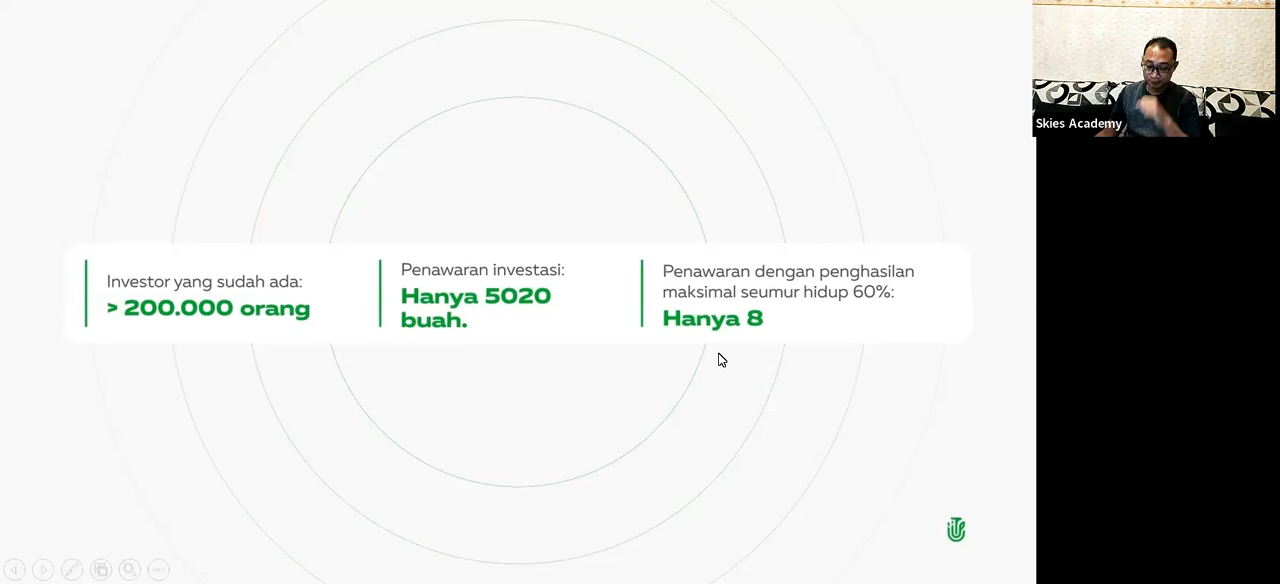 Skies Academy
Investor yang sudah ada:
> 200.000 orang
Penawaran investasi:
Hanya 5020
buah.
Penawaran dengan penghasilan
maksimal seumur hidup 60%:
Hanya 8